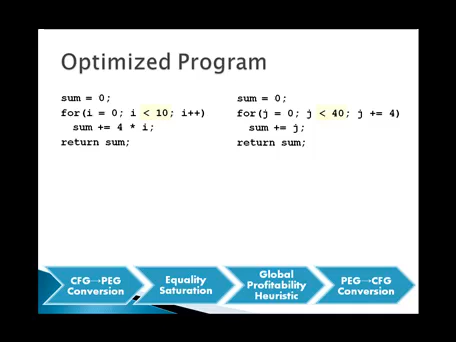 Optimized Program
sum = 0;
for(i = 0; i < 10; i++)
sum += 4 * i;
return sum;
sum = 0;
for(j = 0; j < 40; j += 4)
sum += j;
return sum;
CFG→PEG
Conversion
Equality
Saturation
Global
Profitability
Heuristic
PEG→CFG
Conversion